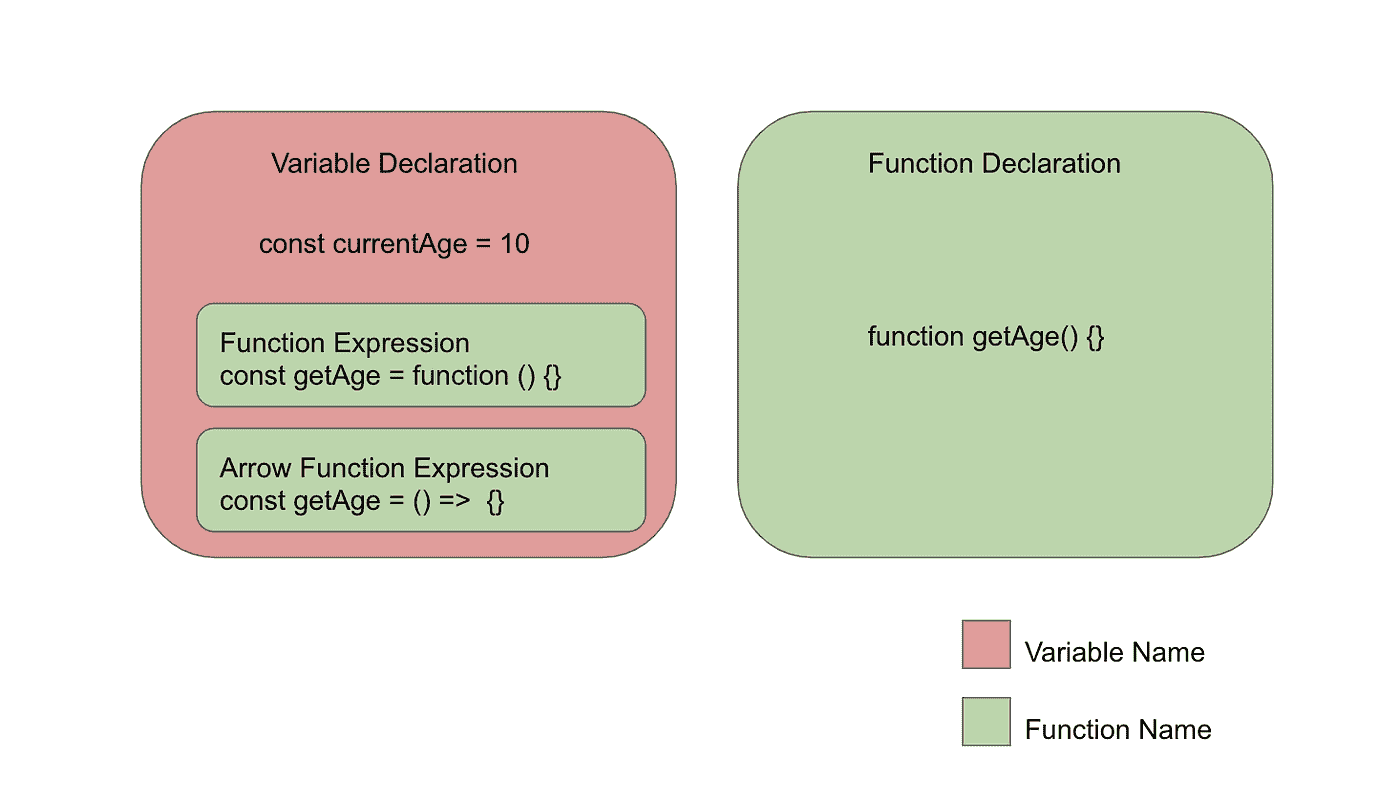 Variable Declaration
const currentAge = 10
Function Expression
const getAge = function () {}
Arrow Function Expression
const getAge = () =>  {}
Function Declaration
function getAge() {}
Variable Name
Function Name